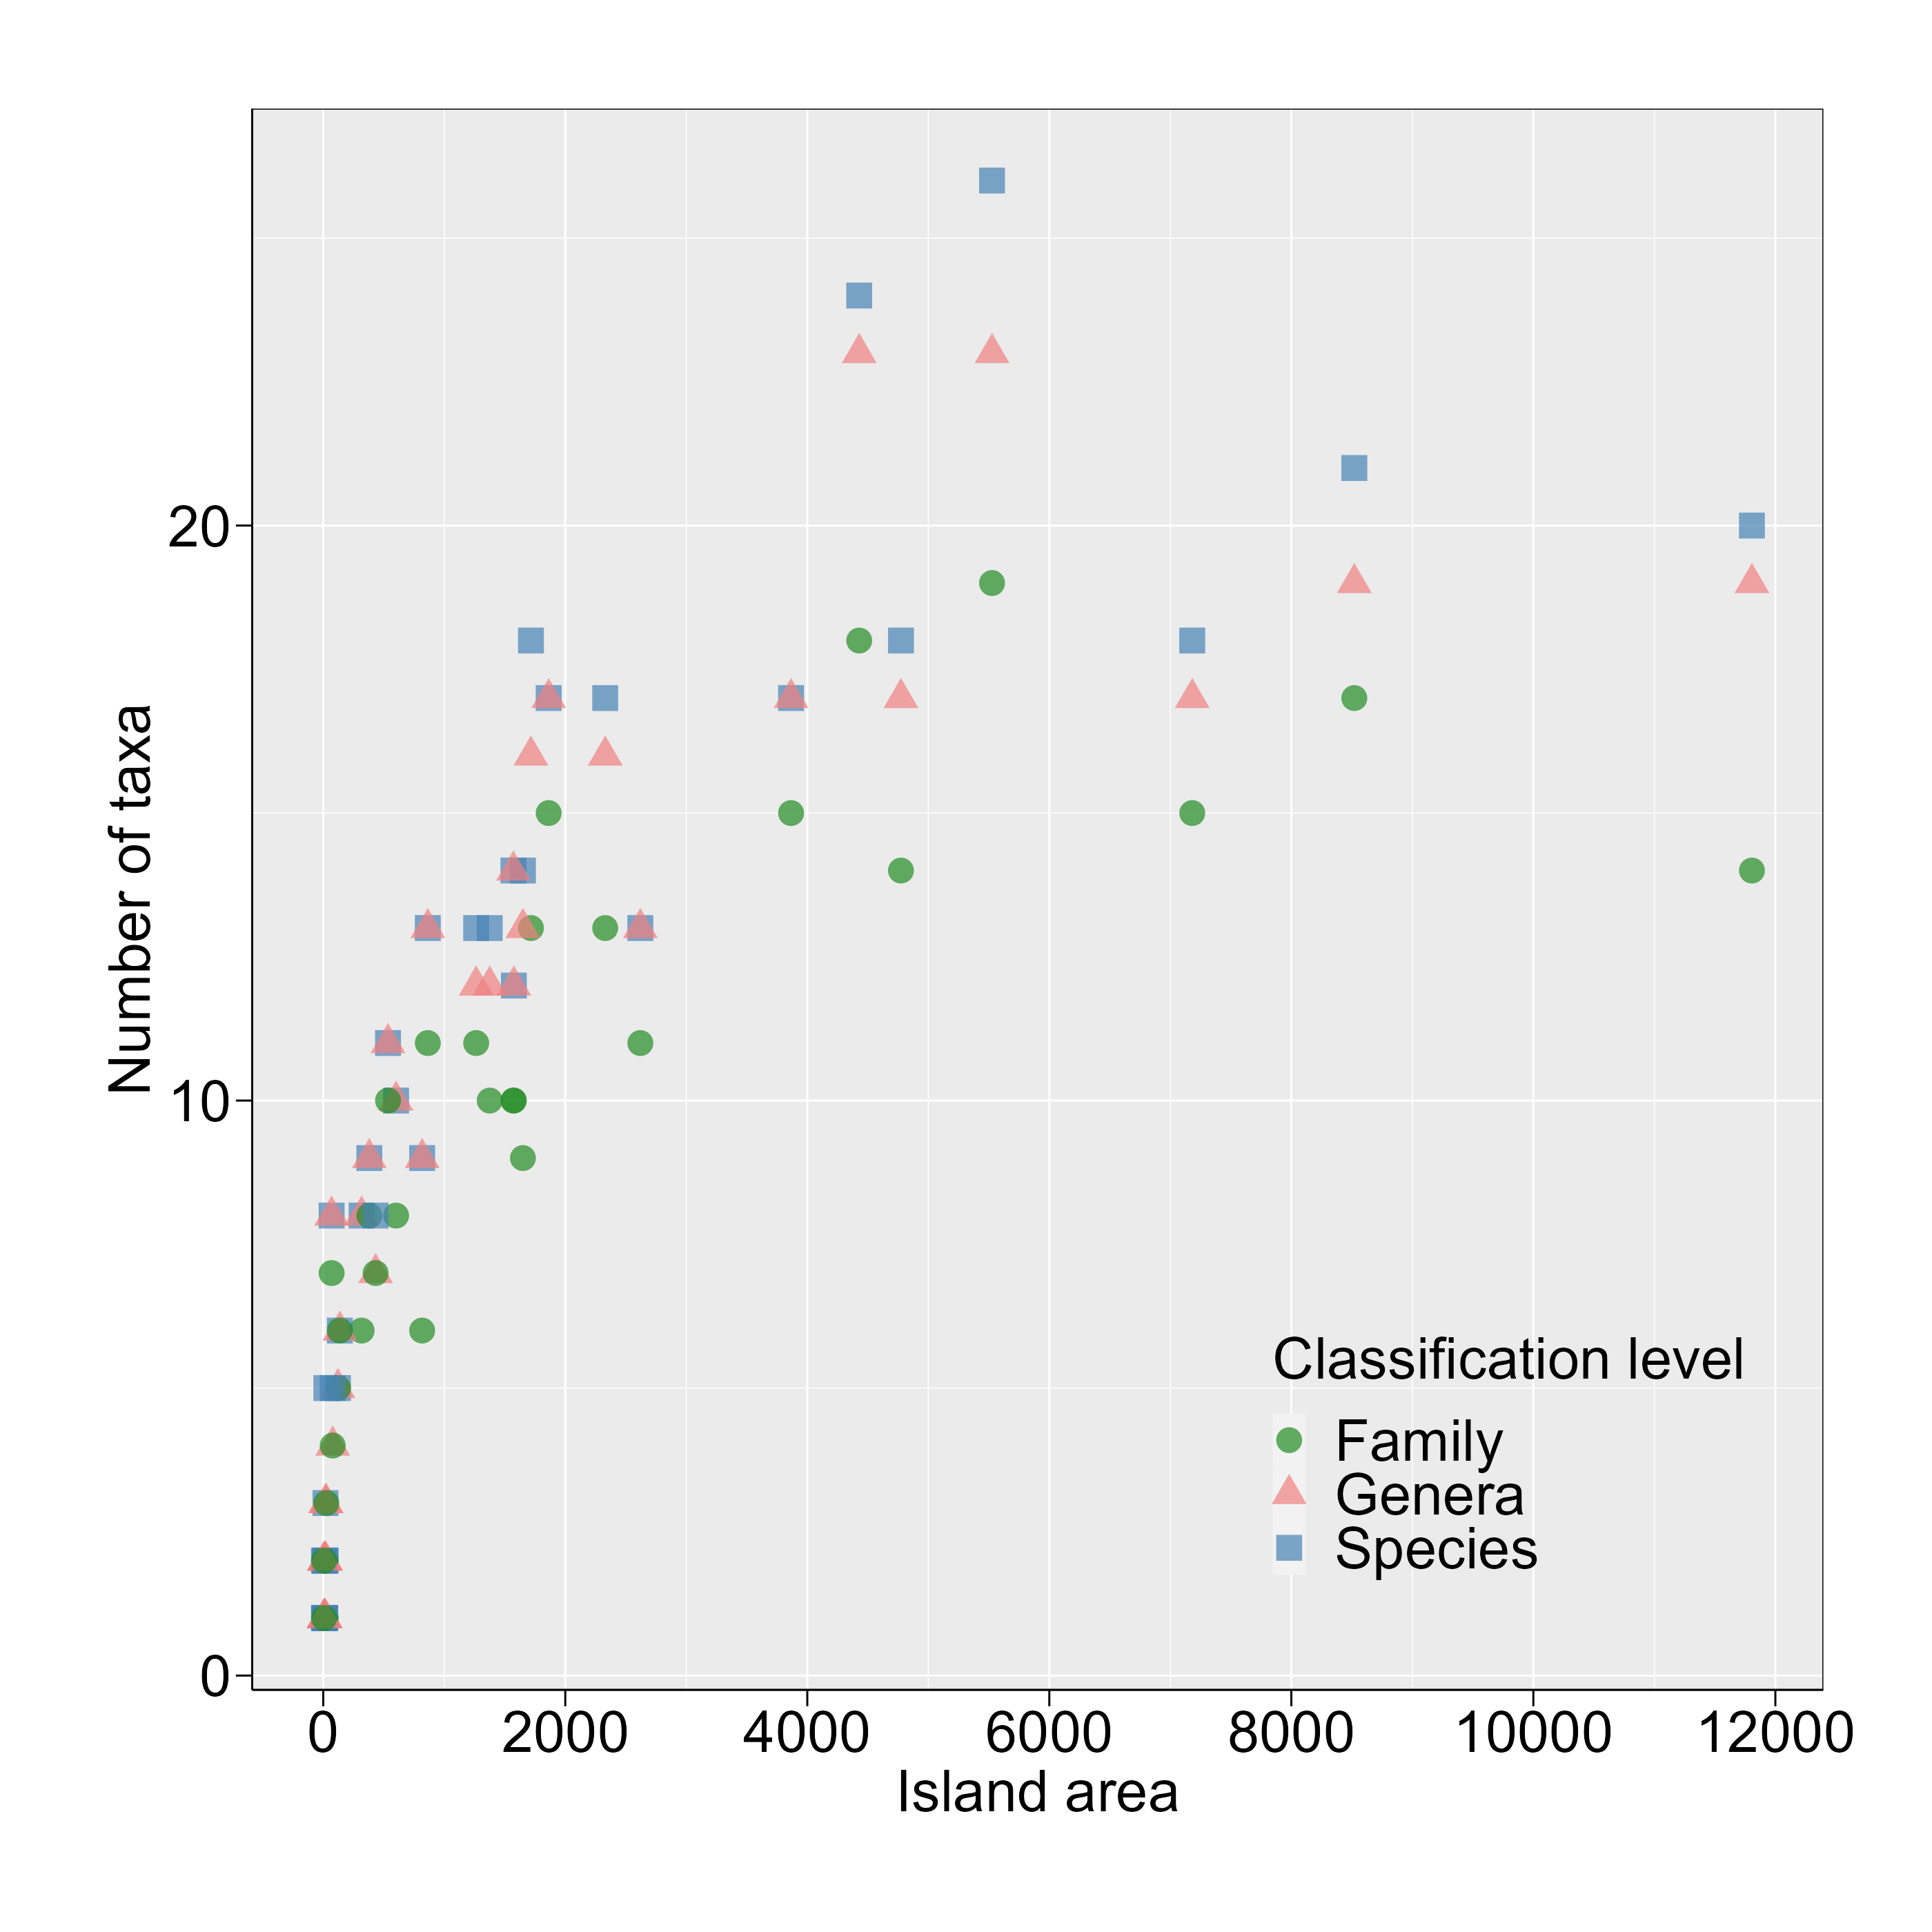 Number of taxa
20
10
0
0 2000 4000 6000 8000 10000 12000
Island area
Classification level
Family
Genera
Species